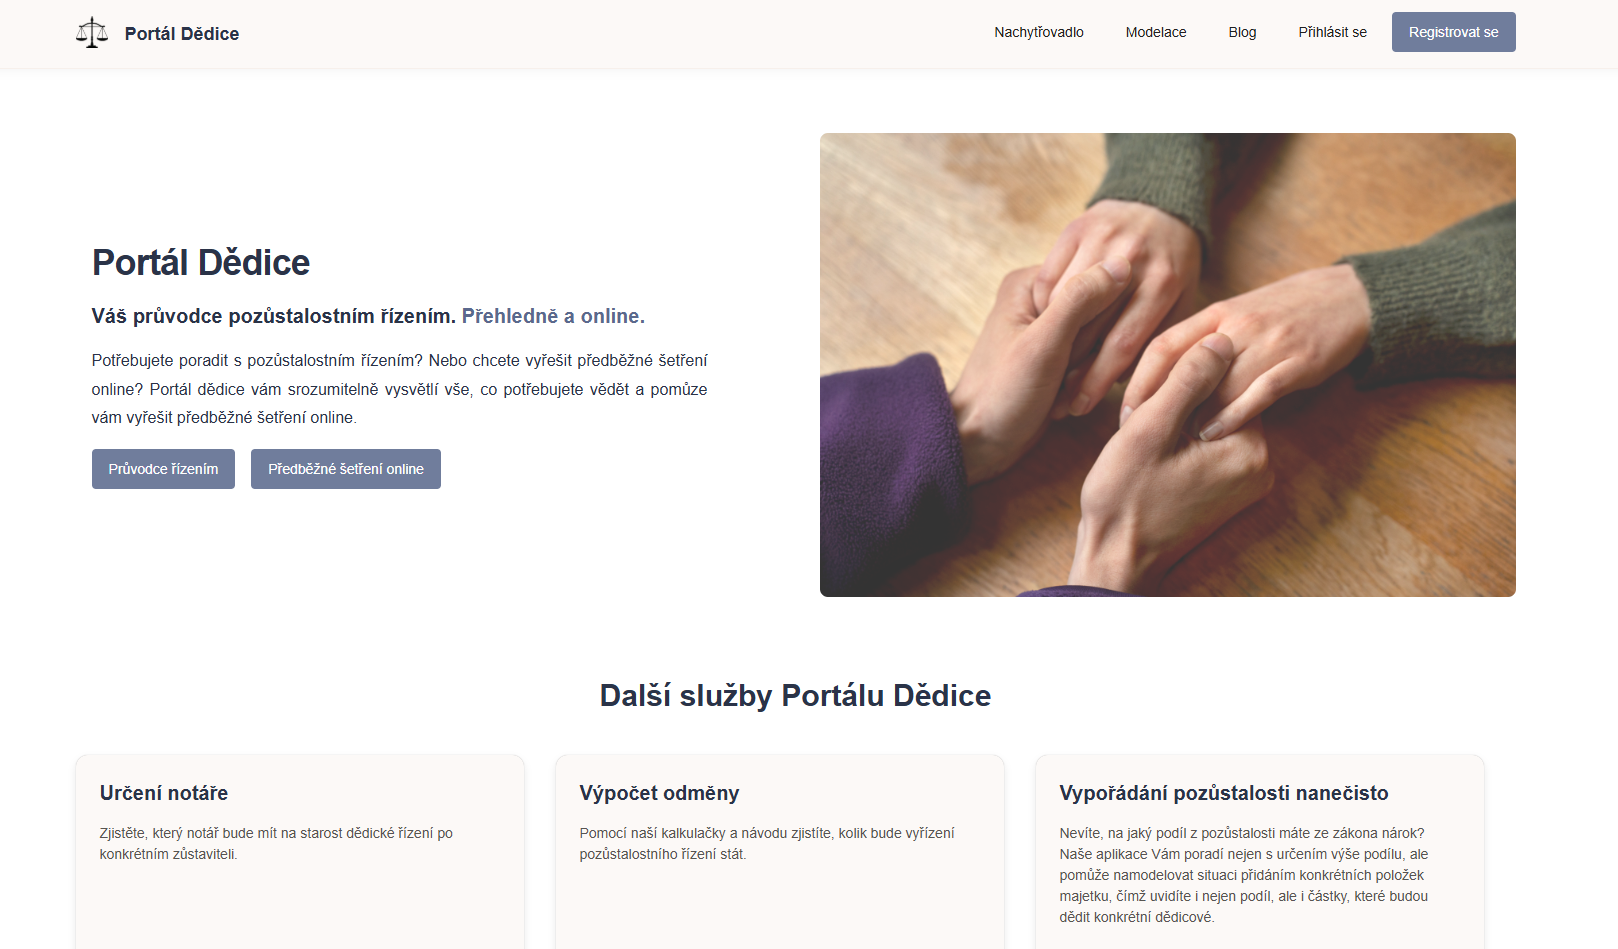 Portál Dědice
Nachytřovadlo
Modelace
Blog
Přihlásit se
Registrovat se
Portál Dědice
Váš průvodce pozůstalostním řízením. Přehledně a online.
Potřebujete poradit s pozůstalostním řízením? Nebo chcete vyřešit předběžné šetření
online? Portál dědice vám srozumitelně vysvětlí vše, co potřebujete vědět a pomůze
vám vyřešit předběžné šetření online.
Průvodce řízením
Předběžné šetření online
Další služby Portálu Dědice
Určení notáře
Zjistěte, který notář bude mít na starost dědické řízení po
konkrétním zůstaviteli.
Výpočet odměny
Pomocí naší kalkulačky a návodu zjistíte, kolik bude vyřízení
pozůstalostního řízení stát.
Vypořádání pozůstalosti nanečisto
Nevíte, na jaký podíl z pozůstalosti máte ze zákona nárok?
Naše aplikace Vám poradí nejen s určením výše podílu, ale
pomůže namodelovat situaci přidáním konkrétních položek
majetku, čímž uvidíte i nejen podíl, ale i částky, které budou
dědit konkrétní dědicové.